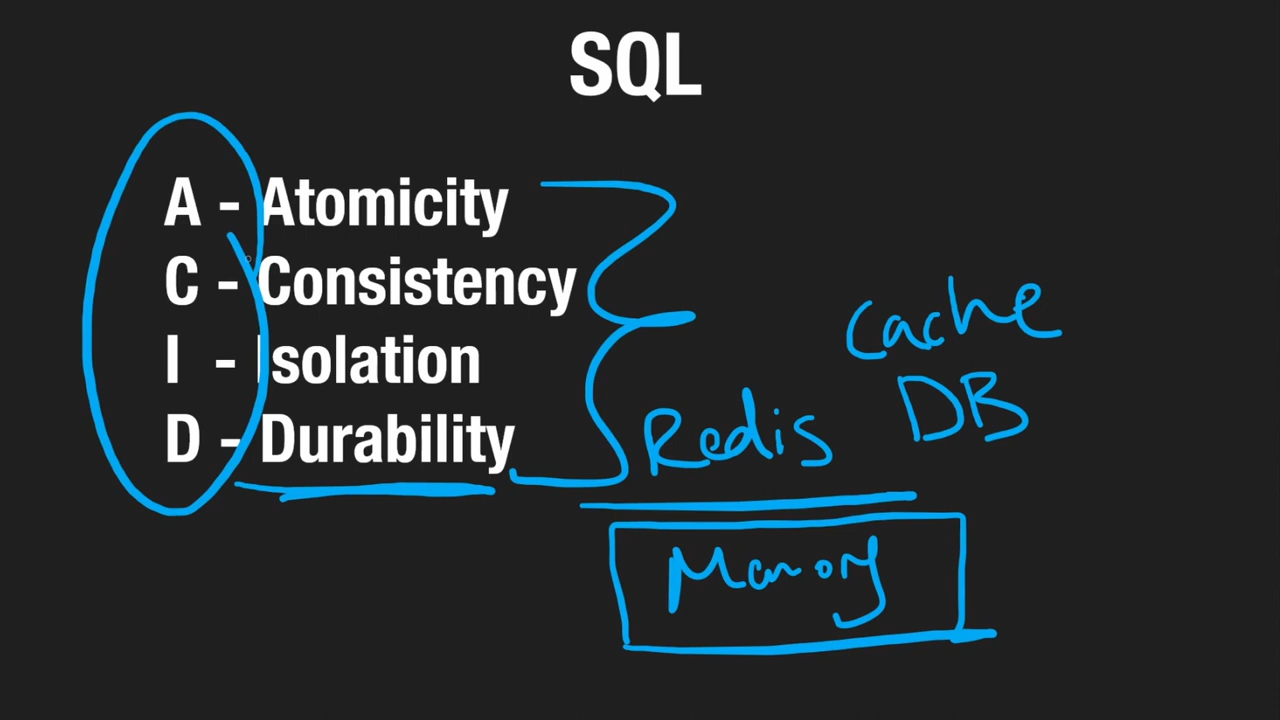 SQL
A - Atomicity
C - Consistency
I - Isolation
D - Durability
Cache
DB
Redis
Memory